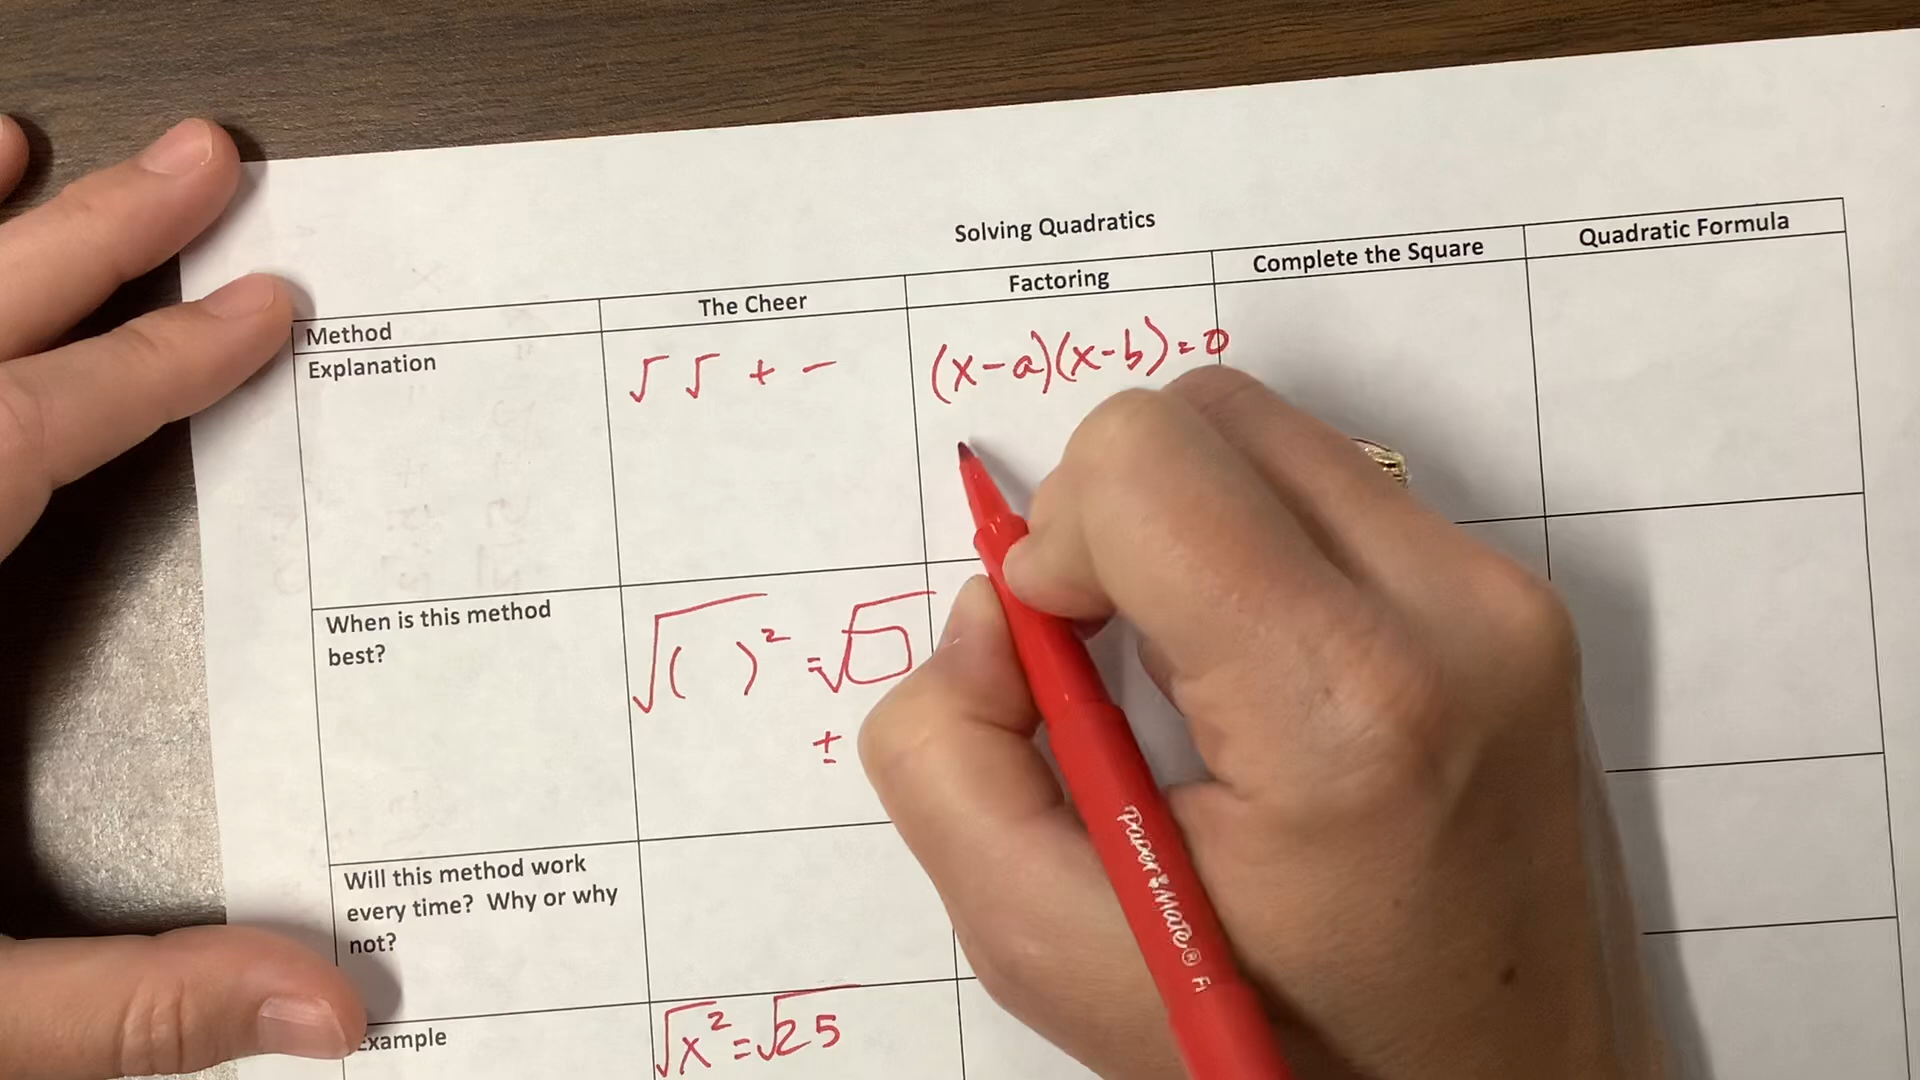 Solving Quadratics
Method
The Cheer
Factoring
Complete the Square
Quadratic Formula
Explanation
√ √ + −
(x-a)(x-b)=0
When is this method
best?
√( )² = √□
±
Will this method work
every time? Why or why
not?
Example
√x² = √25
Paper Mate®